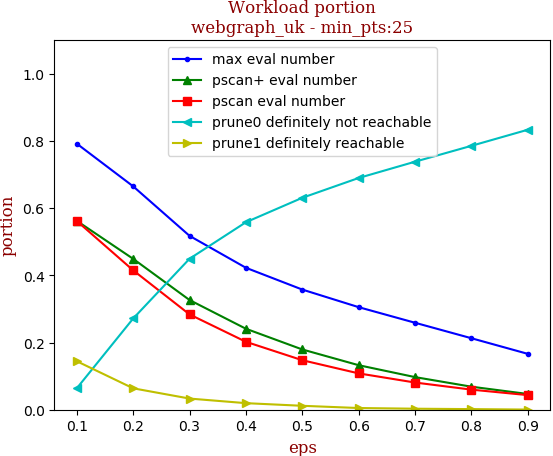 Workload portion
webgraph_uk - min_pts:25
max eval number
pscan+ eval number
pscan eval number
prune0 definitely not reachable
prune1 definitely reachable
portion
1.0
0.8
0.6
0.4
0.2
0.0
0.1 0.2 0.3 0.4 0.5 0.6 0.7 0.8 0.9
eps